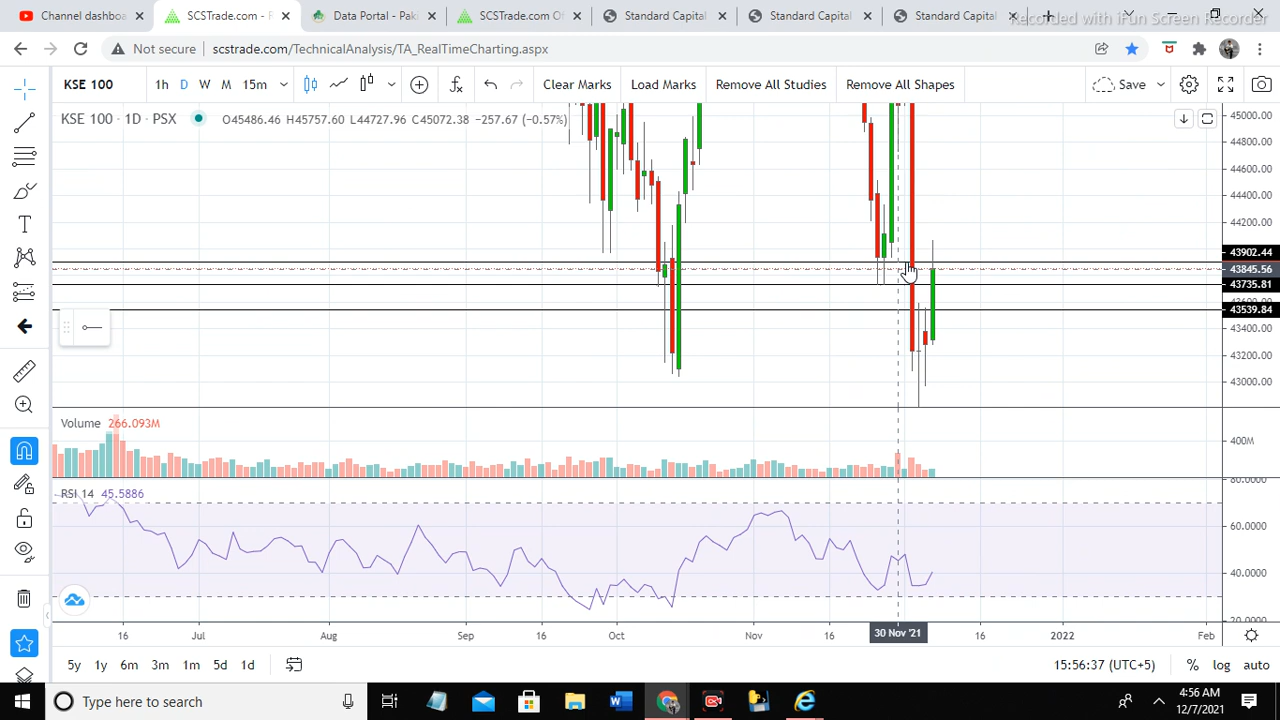 Channel dashboa
SCSTrade.com - R
Data Portal - Paki
SCSTrade.com Of
Standard Capital
Standard Capital
Standard Capital
Recorded with iFun Screen Recorder
Not secure
scstrade.com/TechnicalAnalysis/TA_RealTimeCharting.aspx
KSE 100
1h
D
W
M
15m
Clear Marks
Load Marks
Remove All Studies
Remove All Shapes
Save
KSE 100 · 1D · PSX
O45486.46 H45757.60 L44727.96 C45072.38 −257.67 (−0.57%)
45000.00
44800.00
44600.00
44400.00
44200.00
43902.44
43845.56
43735.81
43539.84
43400.00
43200.00
43000.00
Volume 266.093M
400M
RSI 14 45.5886
80.0000
60.0000
40.0000
20.0000
16
Jul
Aug
Sep
16
Oct
Nov
16
30 Nov '21
16
2022
Feb
5y
1y
6m
3m
1m
5d
1d
15:56:37 (UTC+5)
%
log
auto
Type here to search
4:56 AM
12/7/2021